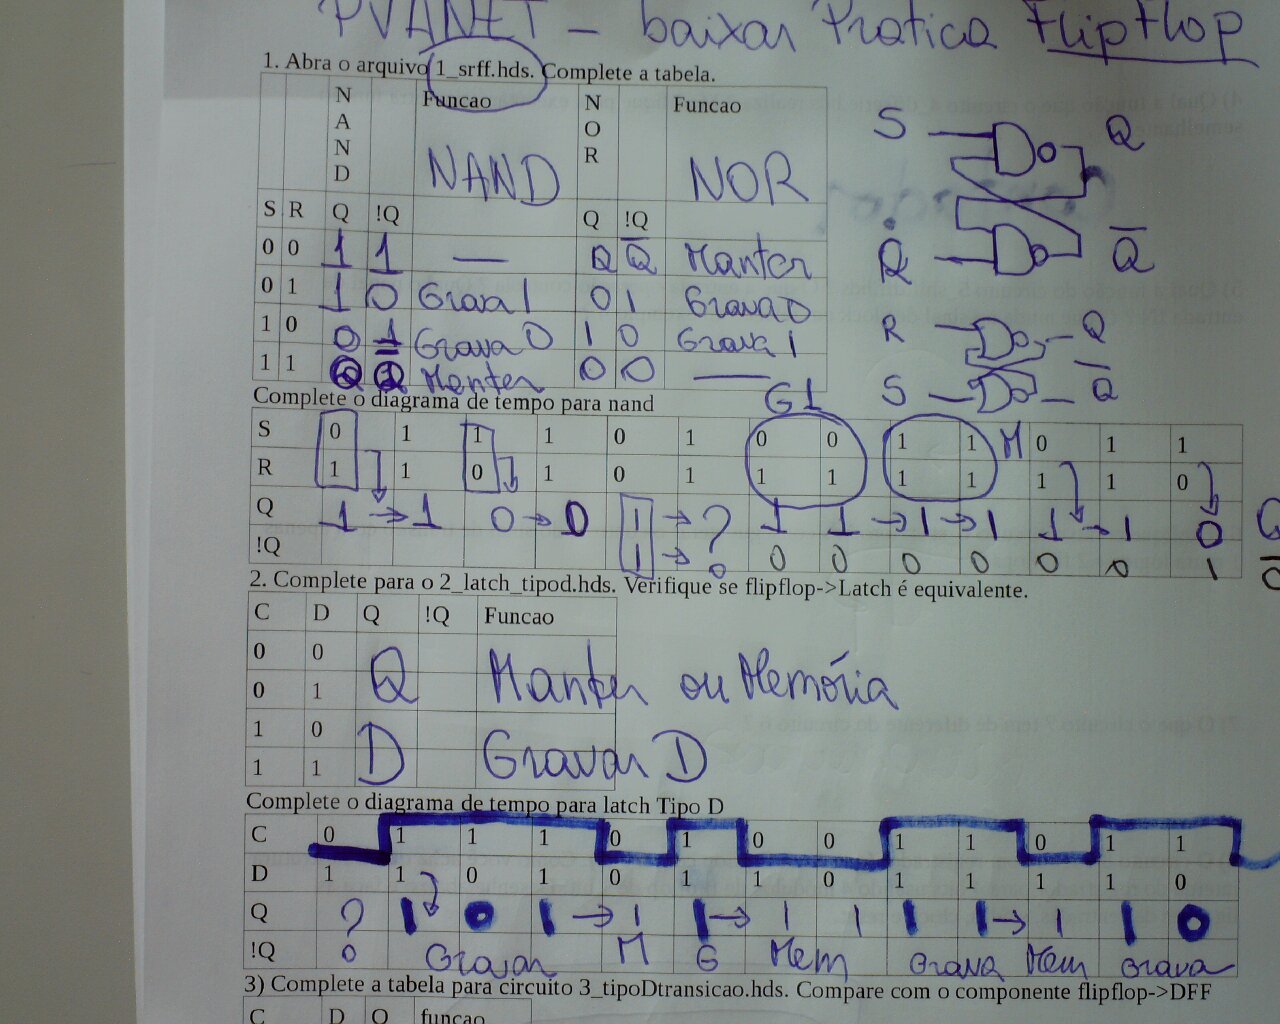 PVANET - baixar Pratica FlipFlop
1. Abra o arquivo 1_srff.hds. Complete a tabela.
NAND Funcao NOR Funcao
NAND NOR
S R Q !Q Q !Q
0 0 1 1 — Q Q̅ Manter
0 1 1 0 Grava 1 0 1 Grava 0
1 0 0 1 Grava 0 1 0 Grava 1
1 1 Q Q̅ Manter 0 0 —
S Q
R Q̅
R Q
S Q̅
Complete o diagrama de tempo para nand
G1
S 0 1 1 1 0 1 0 0 1 1 M 0 1 1
R 1 1 0 1 0 1 1 1 1 1 1 1 0
Q 1 → 1 0 → 0 1 → ? 1 1 → 1 → 1 1 → 1 0 Q
!Q 1 → ? 0 0 0 0 0 0 1 Q̅
2. Complete para o 2_latch_tipod.hds. Verifique se flipflop->Latch é equivalente.
C D Q !Q Funcao
0 0
0 1 Q Manter ou Memória
1 0
1 1 D Gravar D
Complete o diagrama de tempo para latch Tipo D
C 0 1 1 1 0 1 0 0 1 1 0 1 1
D 1 1 0 1 0 1 1 0 1 1 1 1 0
Q ? 1 0 1 → 1 1 → 1 1 1 1 → 1 1 0
!Q Gravar M G Mem Grava Mem Grava
3) Complete a tabela para circuito 3_tipoDtransicao.hds. Compare com o componente flipflop->DFF
C D Q funcao